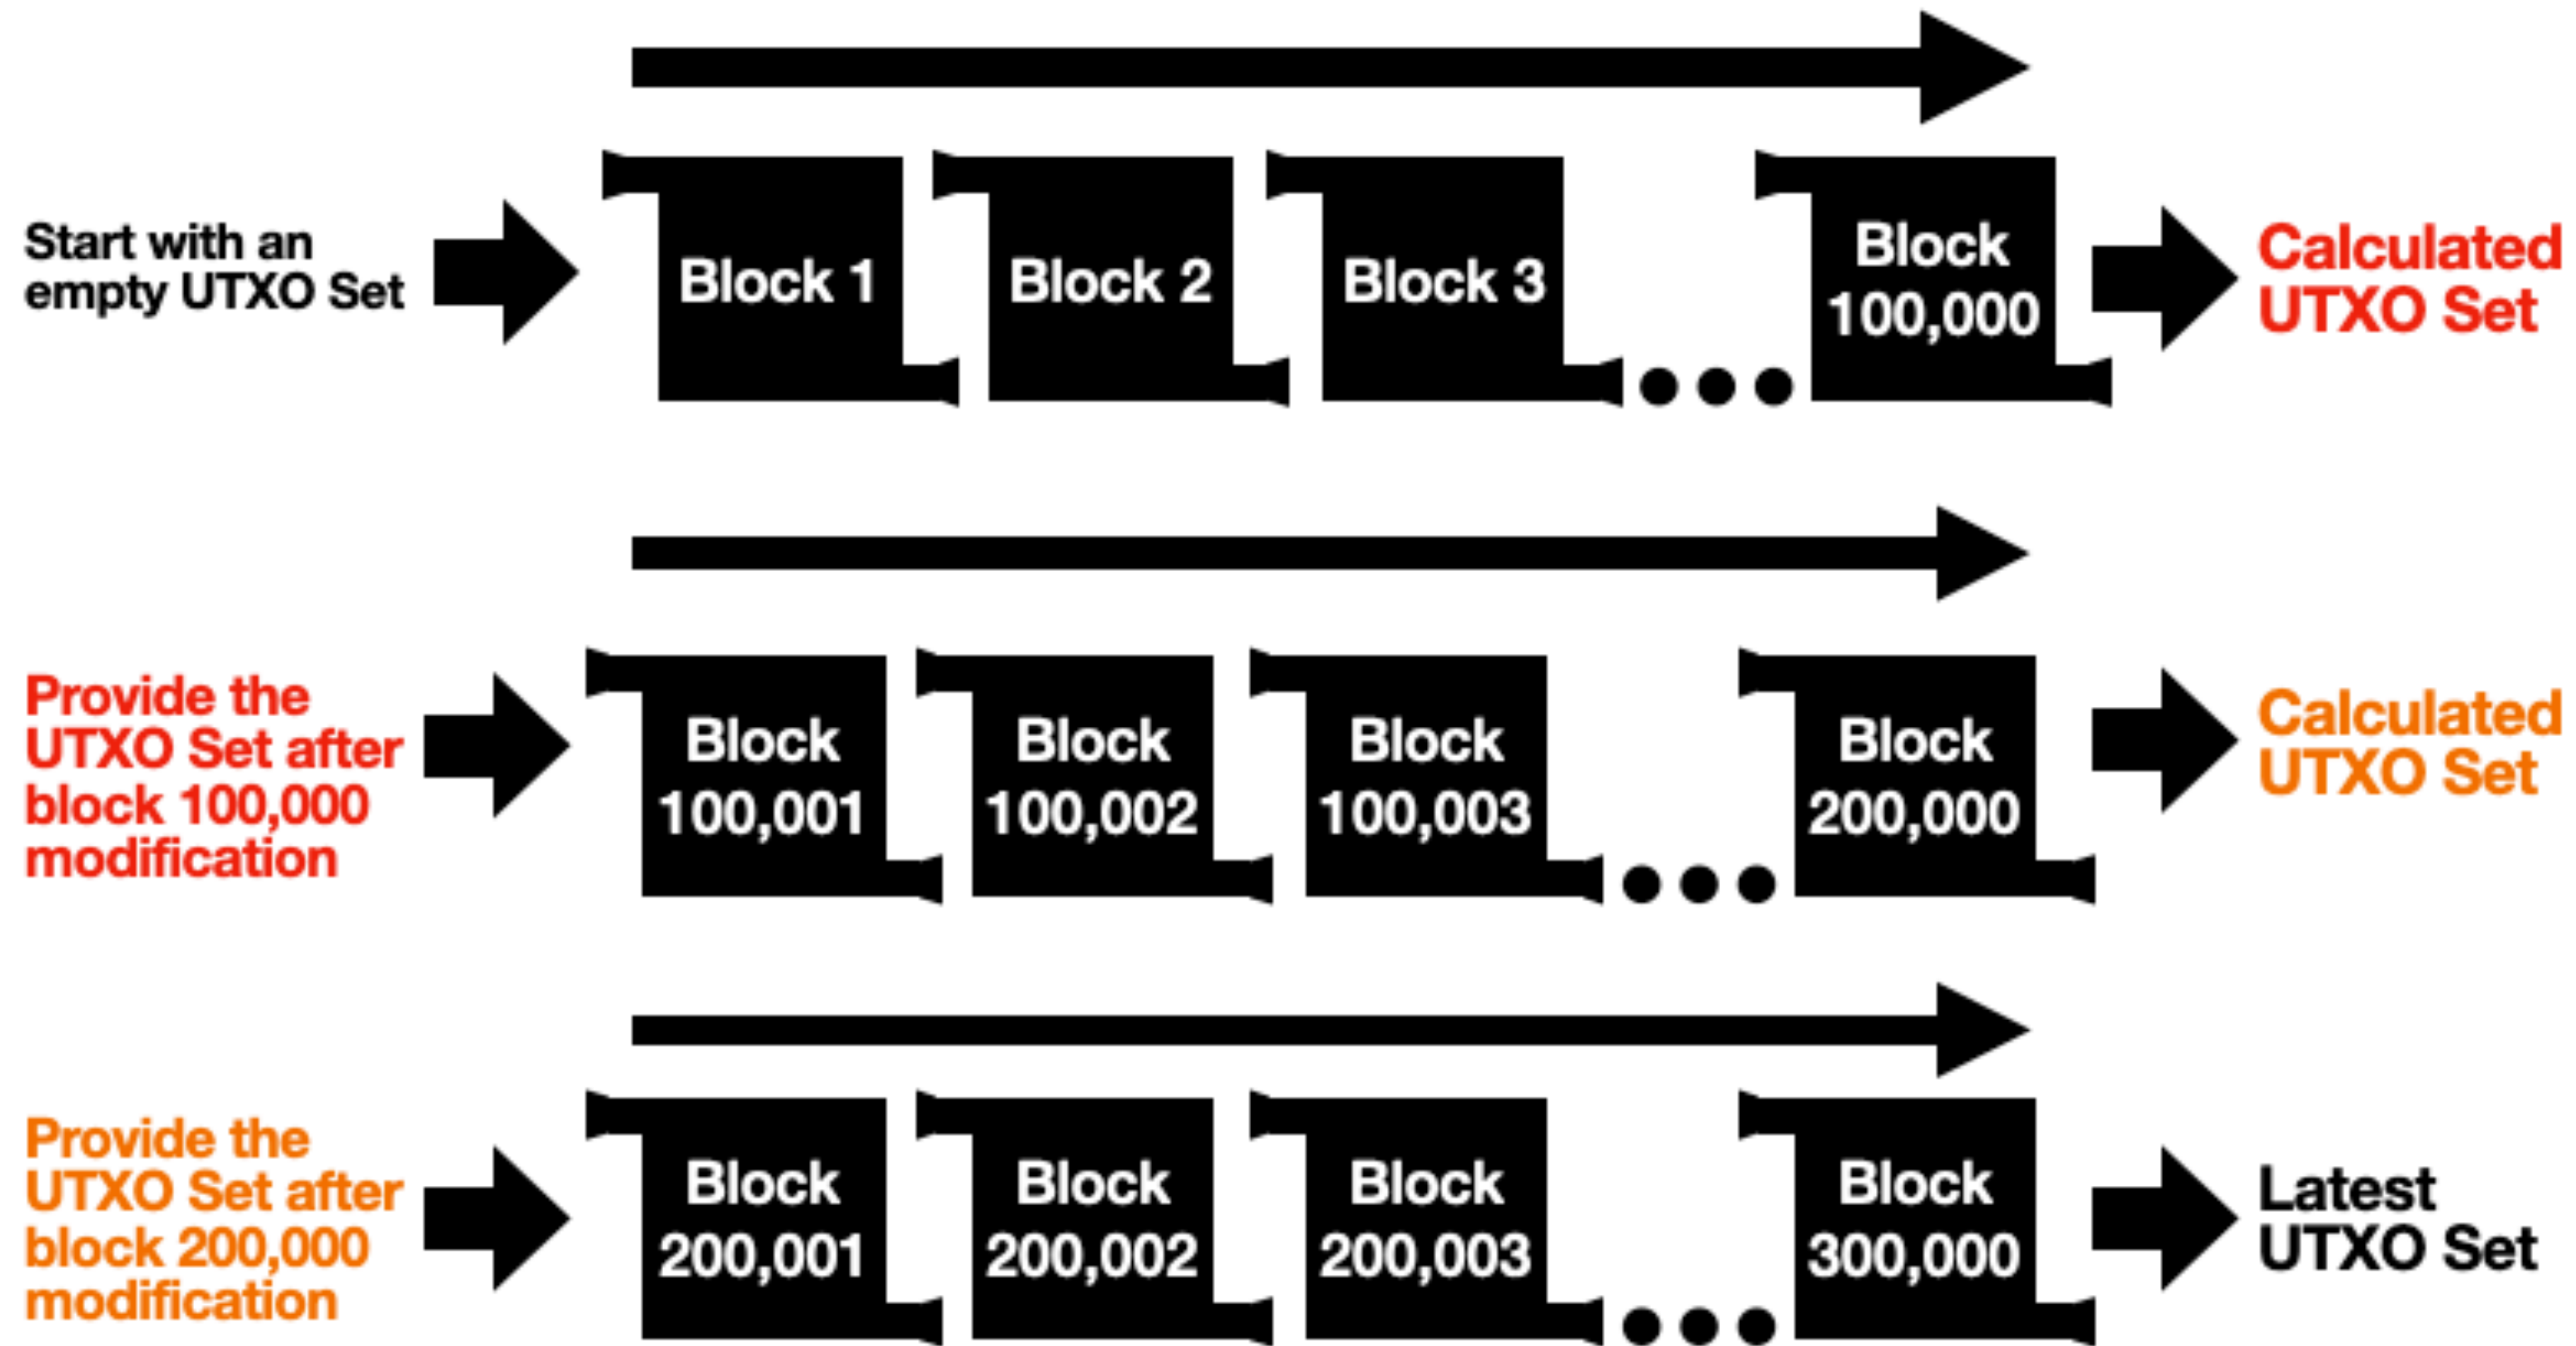 Start with an
empty UTXO Set
Block 1
Block 2
Block 3
Block
100,000
Calculated
UTXO Set
Provide the
UTXO Set after
block 100,000
modification
Block
100,001
Block
100,002
Block
100,003
Block
200,000
Calculated
UTXO Set
Provide the
UTXO Set after
block 200,000
modification
Block
200,001
Block
200,002
Block
200,003
Block
300,000
Latest
UTXO Set